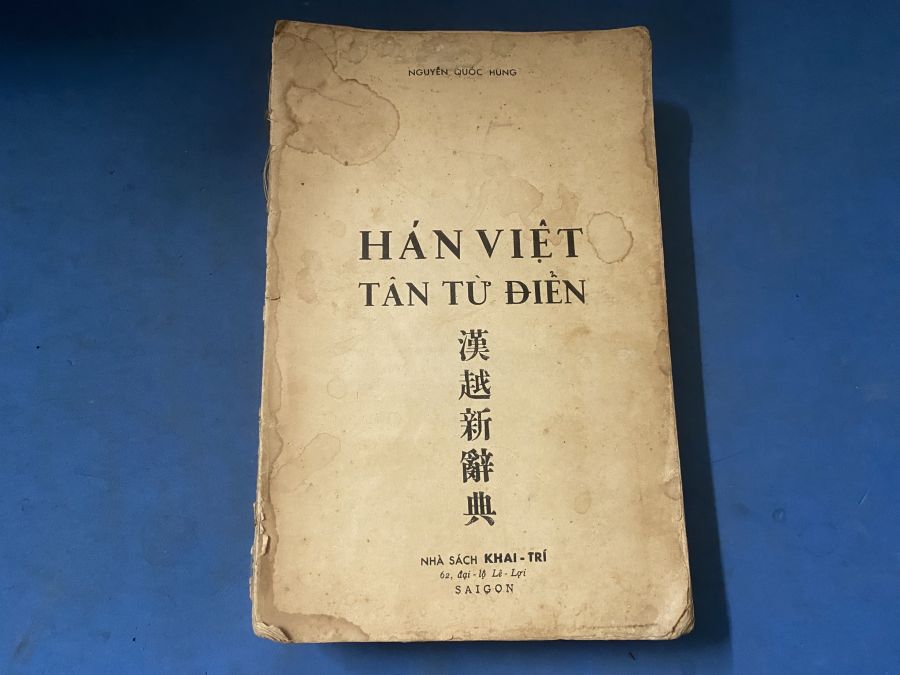 NGUYỄN QUỐC HÙNG
HÁN VIỆT
TÂN TỪ ĐIỂN
漢越新辭典
NHÀ SÁCH KHAI - TRÍ
62, đại - lộ Lê - Lợi
SAIGON